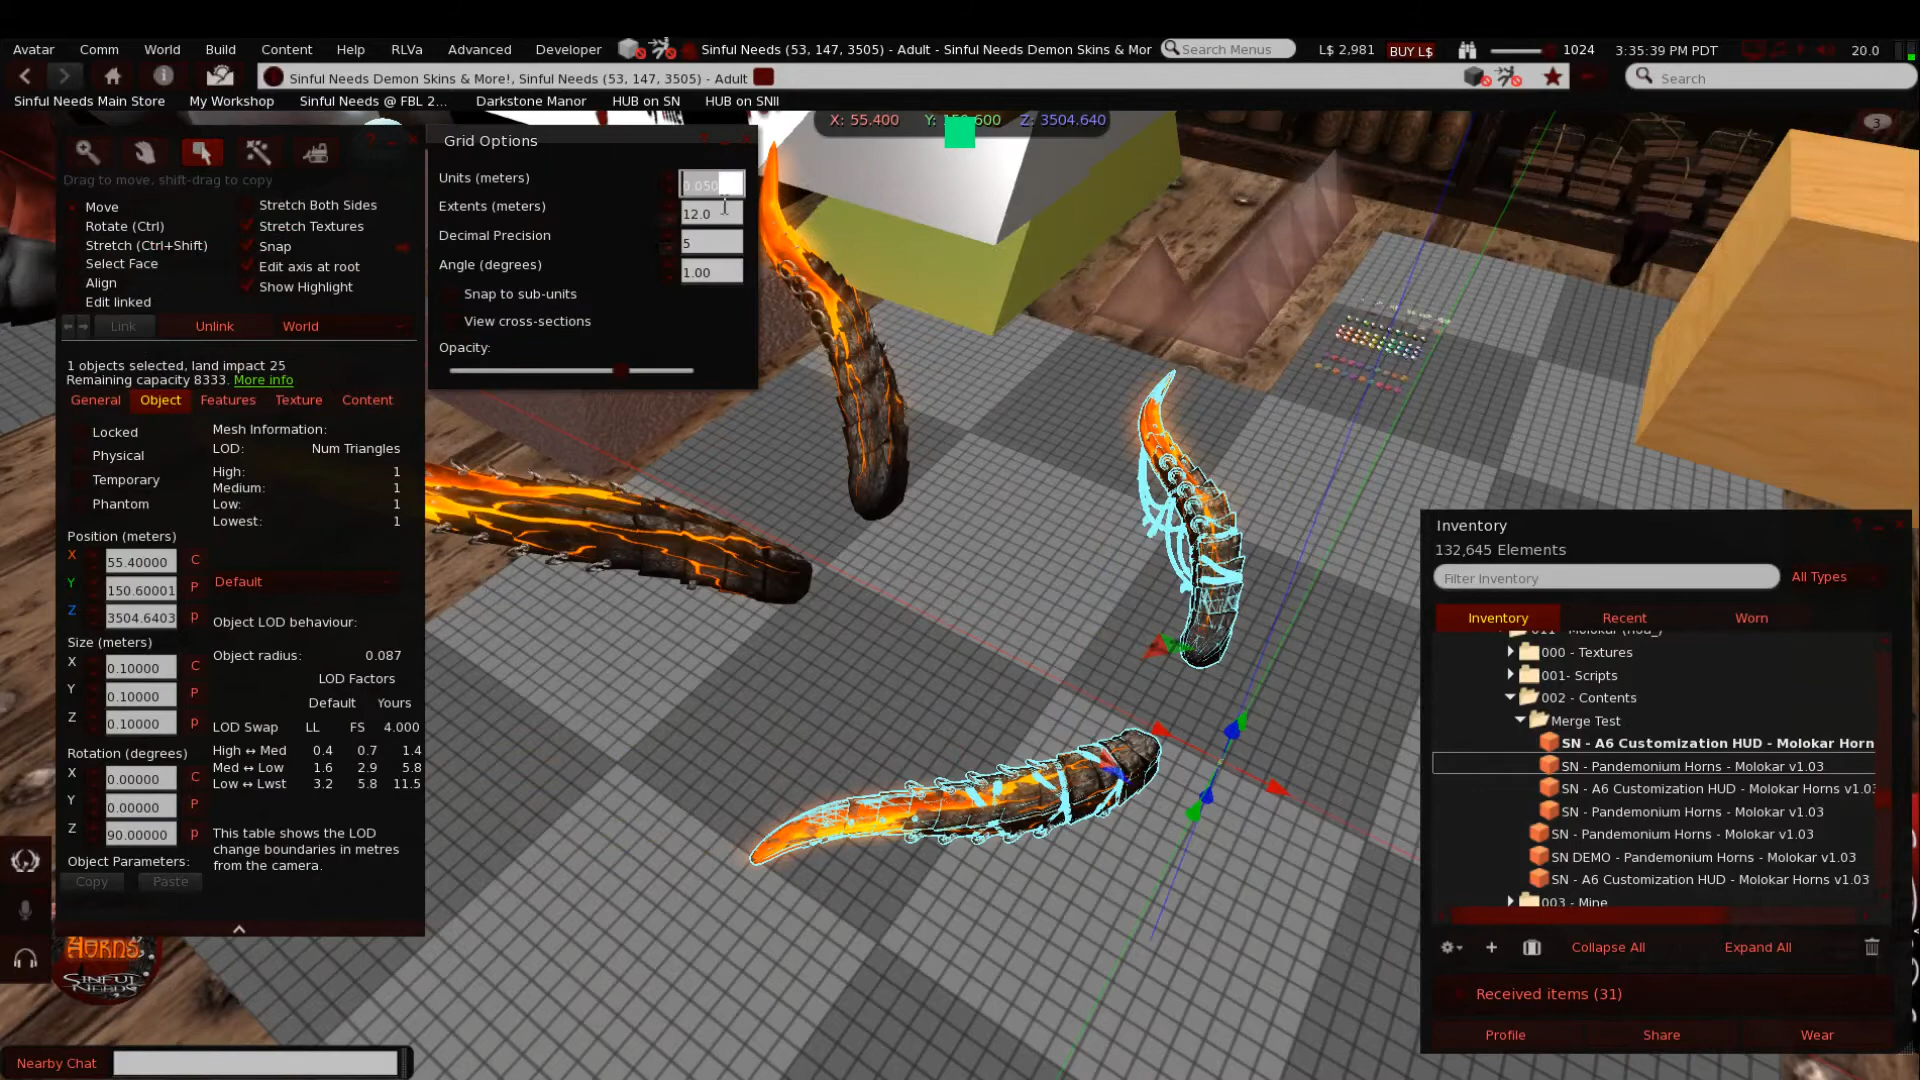 Avatar Comm World Build Content Help RLVa Advanced Developer Sinful Needs (53, 147, 3505) - Adult - Sinful Needs Demon Skins & Mor Search Menus L$ 2,981 BUY L$ 1024 3:35:39 PM PDT 20.0
Sinful Needs Demon Skins & More!, Sinful Needs (53, 147, 3505) - Adult Search
Sinful Needs Main Store My Workshop Sinful Needs @ FBL 2... Darkstone Manor HUB on SN HUB on SNII
X: 55.400 Y: 150.600 Z: 3504.640
3
Drag to move, shift-drag to copy
Move
Rotate (Ctrl)
Stretch (Ctrl+Shift)
Select Face
Align
Edit linked
Stretch Both Sides
Stretch Textures
Snap
Edit axis at root
Show Highlight
Link Unlink World
1 objects selected, land impact 25
Remaining capacity 8333. More info
General Object Features Texture Content
Locked
Physical
Temporary
Phantom
Position (meters)
X 55.40000 C
Y 150.60001 P
Z 3504.6403 p
Size (meters)
X 0.10000 C
Y 0.10000 P
Z 0.10000 p
Rotation (degrees)
X 0.00000 C
Y 0.00000 P
Z 90.00000 p
Object Parameters:
Copy Paste
Mesh Information:
LOD: Num Triangles
High: 1
Medium: 1
Low: 1
Lowest: 1
Default
Object LOD behaviour:
Object radius: 0.087
LOD Factors
Default Yours
LOD Swap LL FS 4.000
High ↔ Med 0.4 0.7 1.4
Med ↔ Low 1.6 2.9 5.8
Low ↔ Lwst 3.2 5.8 11.5
This table shows the LOD
change boundaries in metres
from the camera.
Grid Options
Units (meters) 0.050
Extents (meters) 12.0
Decimal Precision 5
Angle (degrees) 1.00
Snap to sub-units
View cross-sections
Opacity:
Inventory
132,645 Elements
Filter Inventory All Types
Inventory Recent Worn
000 - Textures
001- Scripts
002 - Contents
Merge Test
SN - A6 Customization HUD - Molokar Horn
SN - Pandemonium Horns - Molokar v1.03
SN - A6 Customization HUD - Molokar Horns v1.03
SN - Pandemonium Horns - Molokar v1.03
SN - Pandemonium Horns - Molokar v1.03
SN DEMO - Pandemonium Horns - Molokar v1.03
SN - A6 Customization HUD - Molokar Horns v1.03
003 - Mine
Collapse All Expand All
Received items (31)
Profile Share Wear
HORNS
SINFUL
NEEDS
Nearby Chat